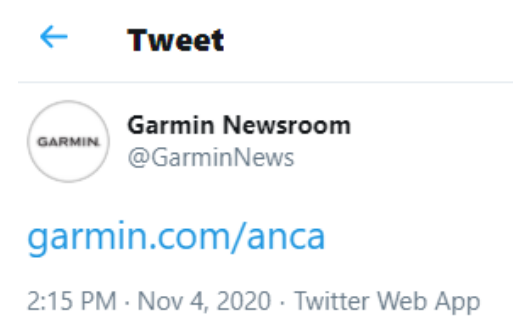 Tweet
GARMIN.
Garmin Newsroom
@GarminNews
garmin.com/anca
2:15 PM · Nov 4, 2020 · Twitter Web App